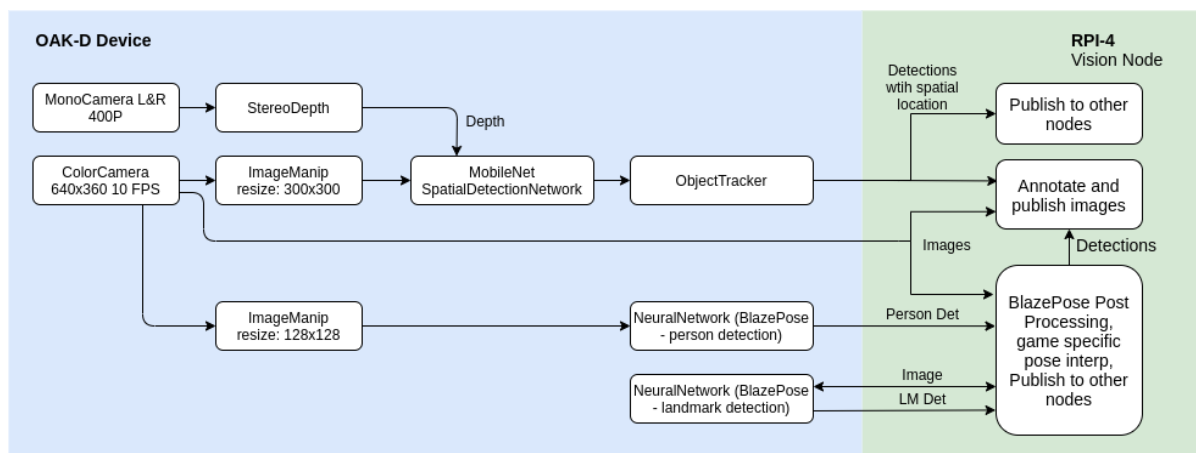 OAK-D Device
RPI-4
Vision Node
MonoCamera L&R
400P
StereoDepth
Depth
Detections
wtih spatial
location
Publish to other
nodes
ColorCamera
640x360 10 FPS
ImageManip
resize: 300x300
MobileNet
SpatialDetectionNetwork
ObjectTracker
Annotate and
publish images
Images
Detections
ImageManip
resize: 128x128
NeuralNetwork (BlazePose
- person detection)
Person Det
BlazePose Post
Processing,
game specific
pose interp,
Publish to other
nodes
NeuralNetwork (BlazePose
- landmark detection)
Image
LM Det